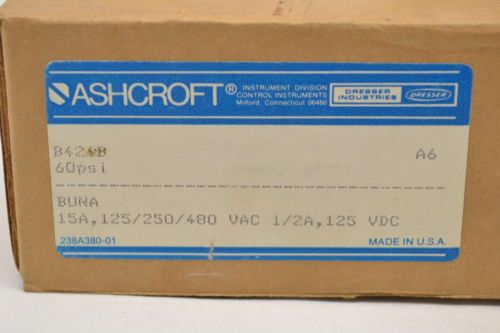 ASHCROFT®
INSTRUMENT DIVISION
CONTROL INSTRUMENTS
Milford, Connecticut 06460
DRESSER
INDUSTRIES
DRESSER
B424B A6
60psi
BUNA
15A,125/250/480 VAC 1/2A,125 VDC
238A380-01 MADE IN U.S.A.